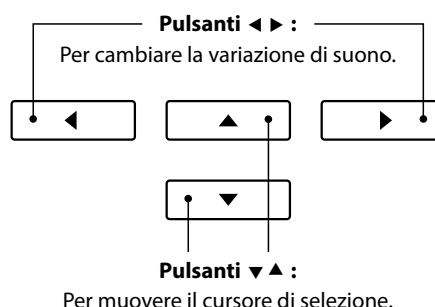 Pulsanti ◀ ▶ :
Per cambiare la variazione di suono.
◀ ▲ ▶
▼
Pulsanti ▼ ▲ :
Per muovere il cursore di selezione.